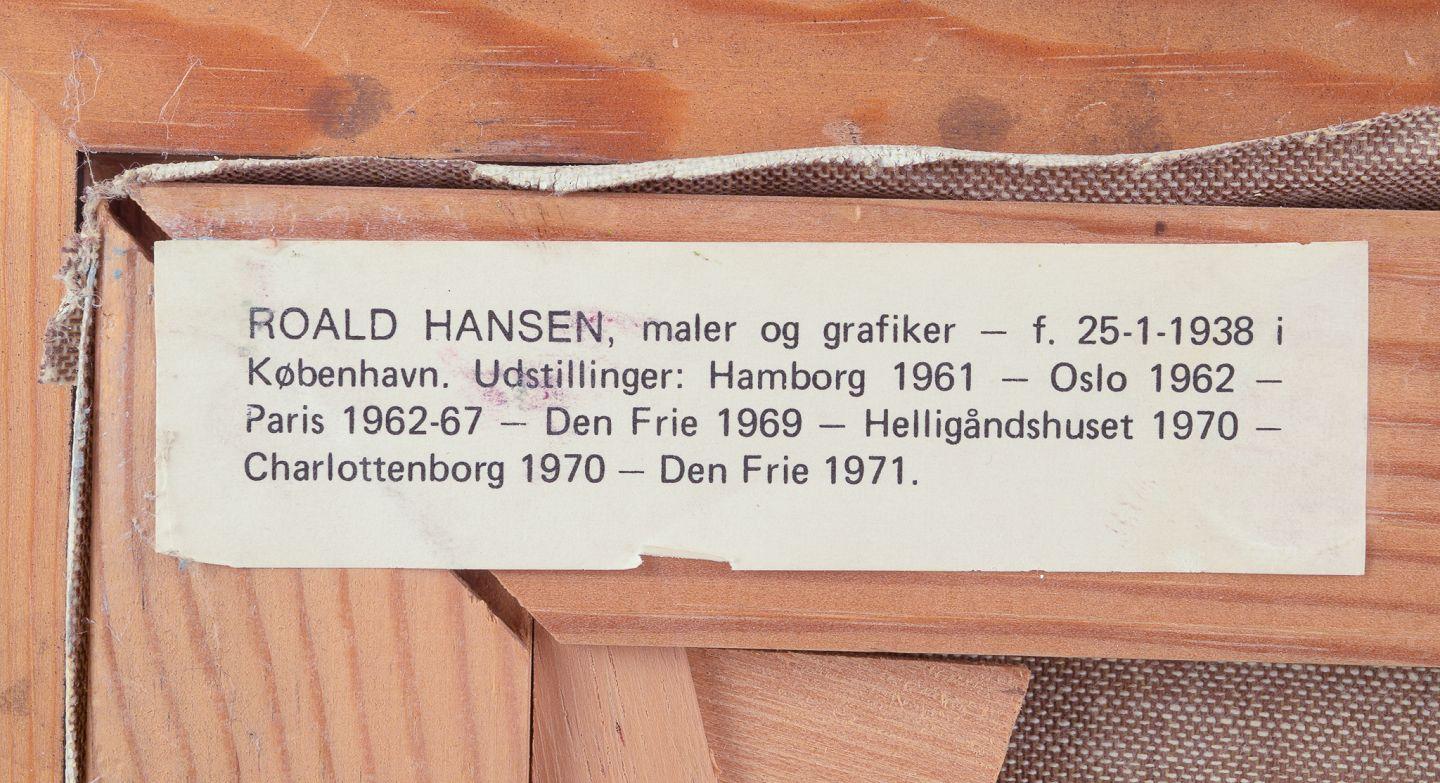 ROALD HANSEN, maler og grafiker – f. 25-1-1938 i
København. Udstillinger: Hamborg 1961 – Oslo 1962 –
Paris 1962-67 – Den Frie 1969 – Helligåndshuset 1970 –
Charlottenborg 1970 – Den Frie 1971.